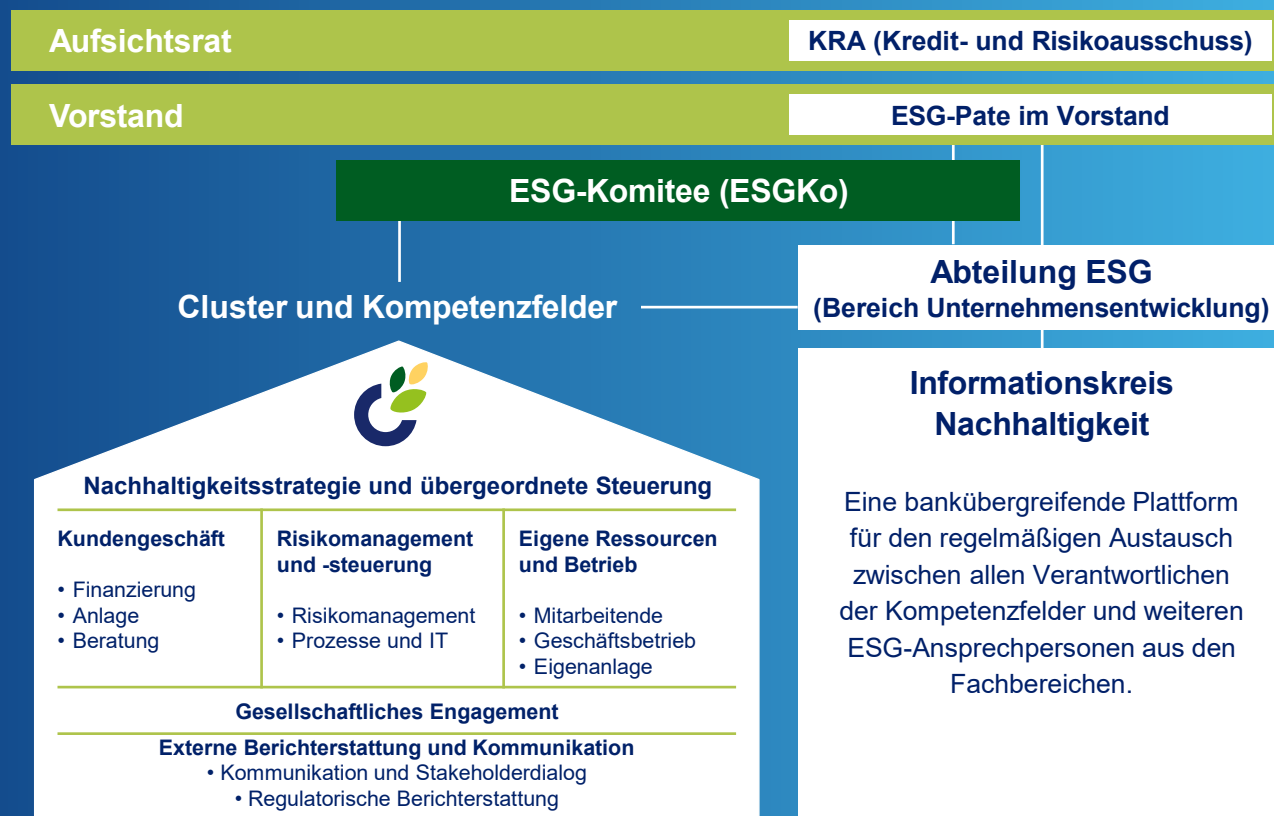 Aufsichtsrat
KRA (Kredit- und Risikoausschuss)
Vorstand
ESG-Pate im Vorstand
ESG-Komitee (ESGKo)
Cluster und Kompetenzfelder
Abteilung ESG
(Bereich Unternehmensentwicklung)
Nachhaltigkeitsstrategie und übergeordnete Steuerung
Kundengeschäft
• Finanzierung
• Anlage
• Beratung
Risikomanagement
und -steuerung
• Risikomanagement
• Prozesse und IT
Eigene Ressourcen
und Betrieb
• Mitarbeitende
• Geschäftsbetrieb
• Eigenanlage
Gesellschaftliches Engagement
Externe Berichterstattung und Kommunikation
• Kommunikation und Stakeholderdialog
• Regulatorische Berichterstattung
Informationskreis
Nachhaltigkeit
Eine bankübergreifende Plattform
für den regelmäßigen Austausch
zwischen allen Verantwortlichen
der Kompetenzfelder und weiteren
ESG-Ansprechpersonen aus den
Fachbereichen.